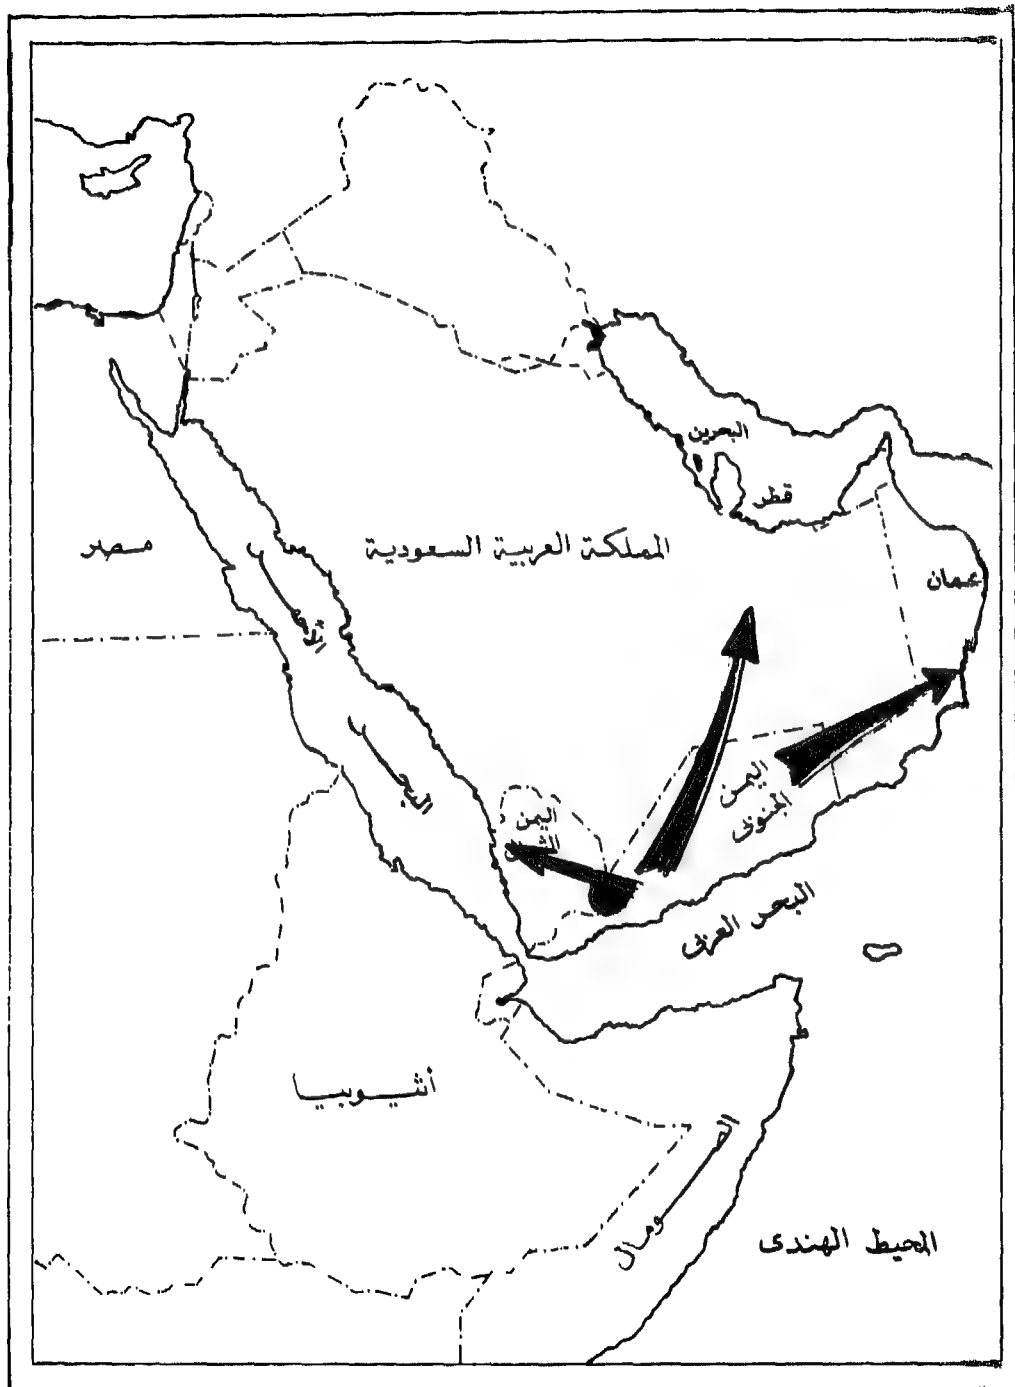 البحرين
قطر
المملكة العربية السعودية
مصر
عمان
البحر
الأحمر
اليمن
الجنوبى
اليمن
الشمالى
البحر العربى
أثيوبيا
الصومال
المحيط الهندى